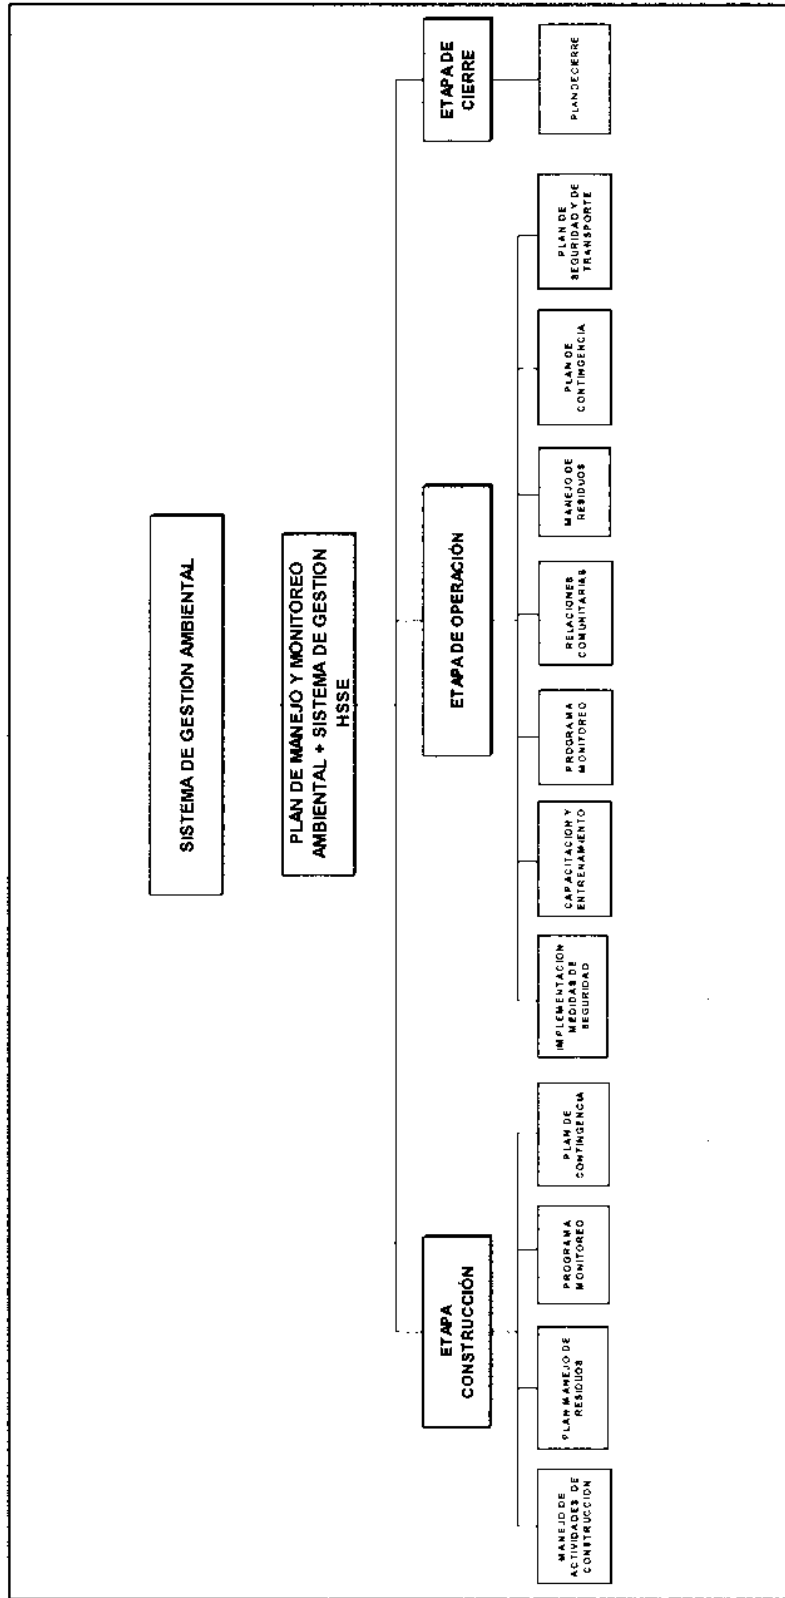 SISTEMA DE GESTION AMBIENTAL
PLAN DE MANEJO Y MONITOREO
AMBIENTAL + SISTEMA DE GESTION
HSSE
ETAPA
CONSTRUCCIÓN
ETAPA DE OPERACIÓN
ETAPA DE
CIERRE
MANEJO DE
ACTIVIDADES DE
CONSTRUCCION
PLAN MANEJO DE
RESIDUOS
PROGRAMA
MONITOREO
PLAN DE
CONTINGENCIA
IMPLEMENTACION
MEDIDAS DE
SEGURIDAD
CAPACITACION Y
ENTRENAMIENTO
PROGRAMA
MONITOREO
RELACIONES
COMUNITARIAS
MANEJO DE
RESIDUOS
PLAN DE
CONTINGENCIA
PLAN DE
SEGURIDAD Y DE
TRANSPORTE
PLAN DE CIERRE